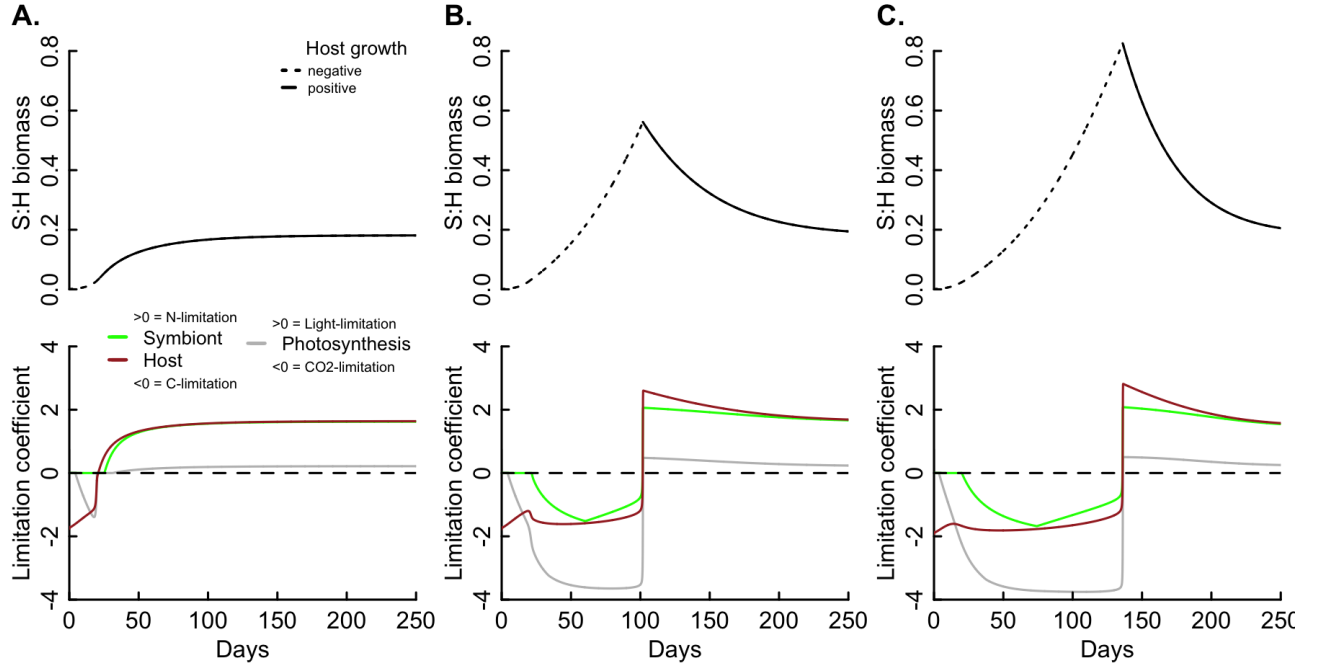 A.
B.
C.
S:H biomass
0.0 0.2 0.4 0.6 0.8
Host growth
negative
positive
S:H biomass
0.0 0.2 0.4 0.6 0.8
S:H biomass
0.0 0.2 0.4 0.6 0.8
>0 = N-limitation
Symbiont
Host
<0 = C-limitation
>0 = Light-limitation
Photosynthesis
<0 = CO2-limitation
Limitation coefficient
-4 -2 0 2 4
0 50 100 150 200 250
Days
Limitation coefficient
-4 -2 0 2 4
0 50 100 150 200 250
Days
Limitation coefficient
-4 -2 0 2 4
0 50 100 150 200 250
Days